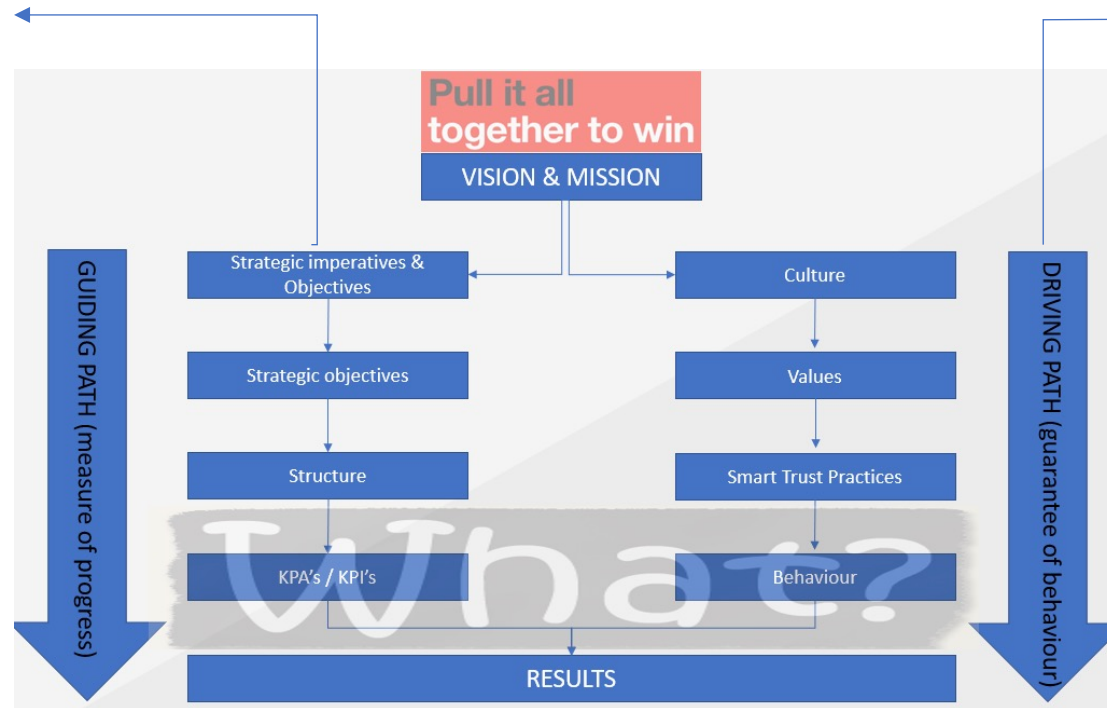 Pull it all
together to win
VISION & MISSION
Strategic imperatives &
Objectives
Culture
Strategic objectives
Values
Structure
Smart Trust Practices
What?
KPA's / KPI's
Behaviour
RESULTS
GUIDING PATH (measure of progress)
DRIVING PATH (guarantee of behaviour)